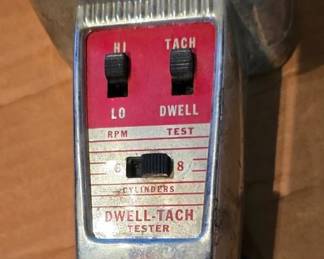 HI TACH
LO DWELL
RPM TEST
6 8
CYLINDERS
DWELL-TACH
TESTER